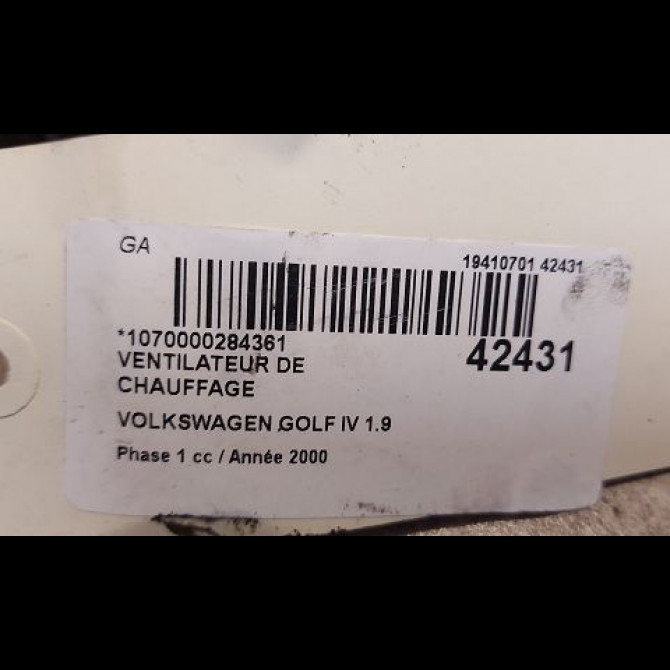 GA
19410701 42431
*1070000284361
42431
VENTILATEUR DE
CHAUFFAGE
VOLKSWAGEN GOLF IV 1.9
Phase 1 cc / Année 2000